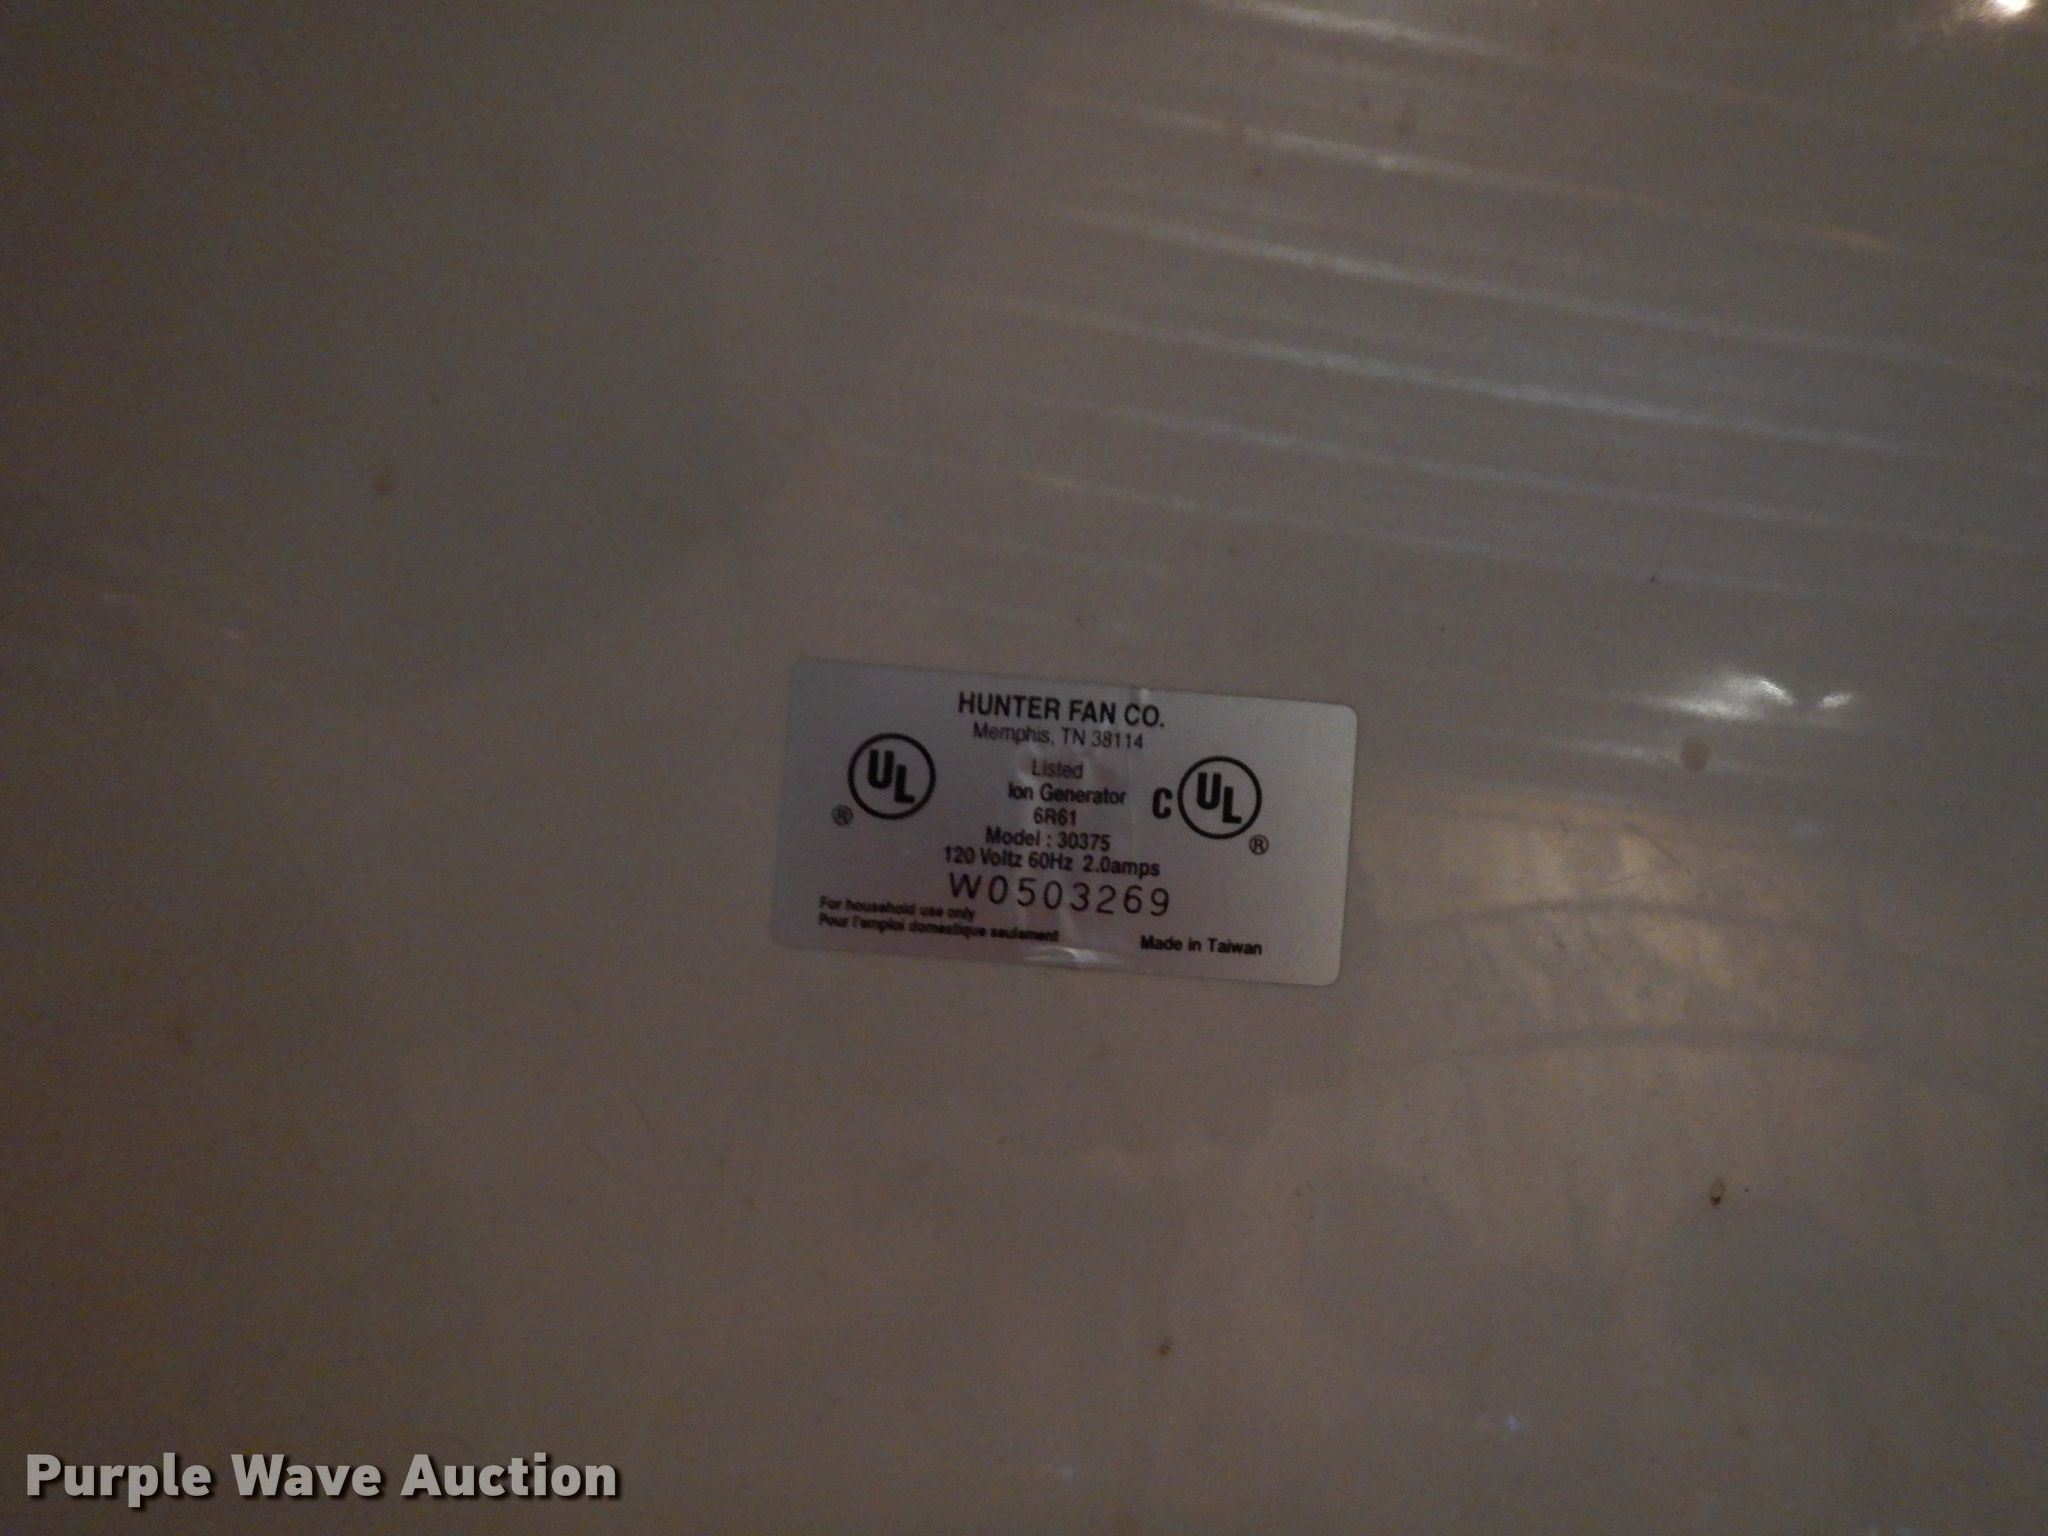 HUNTER FAN CO.
Memphis, TN 38114
UL
®
Listed
Ion Generator
6R61
Model : 30375
120 Voltz 60Hz 2.0amps
W0503269
C UL
®
For household use only
Pour l'emploi domestique seulement
Made in Taiwan
Purple Wave Auction